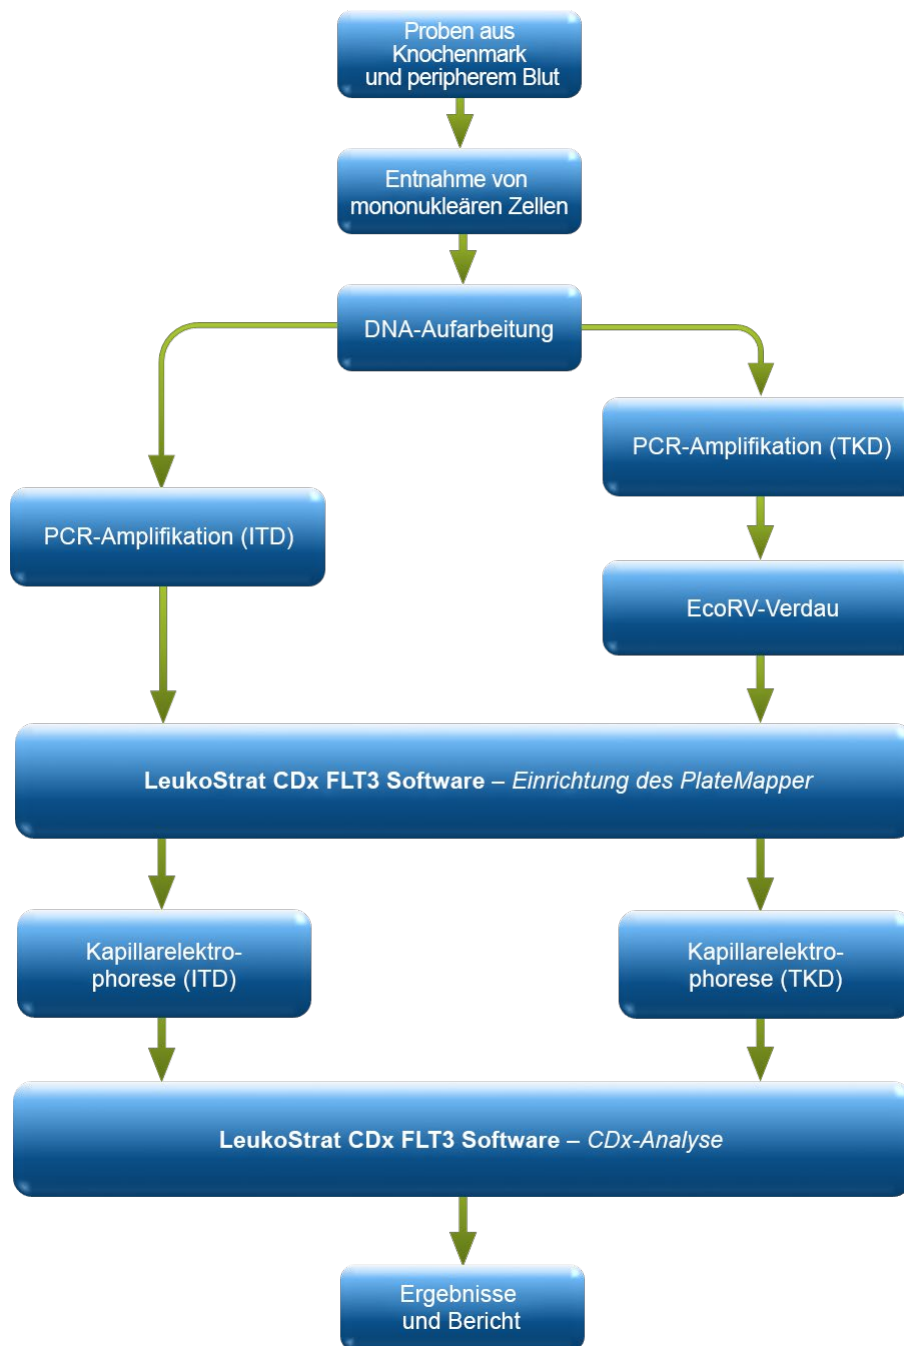 Proben aus
Knochenmark
und peripherem Blut
Entnahme von
mononukleären Zellen
DNA-Aufarbeitung
PCR-Amplifikation (TKD)
PCR-Amplifikation (ITD)
EcoRV-Verdau
LeukoStrat CDx FLT3 Software – Einrichtung des PlateMapper
Kapillarelektro-
phorese (ITD)
Kapillarelektro-
phorese (TKD)
LeukoStrat CDx FLT3 Software – CDx-Analyse
Ergebnisse
und Bericht